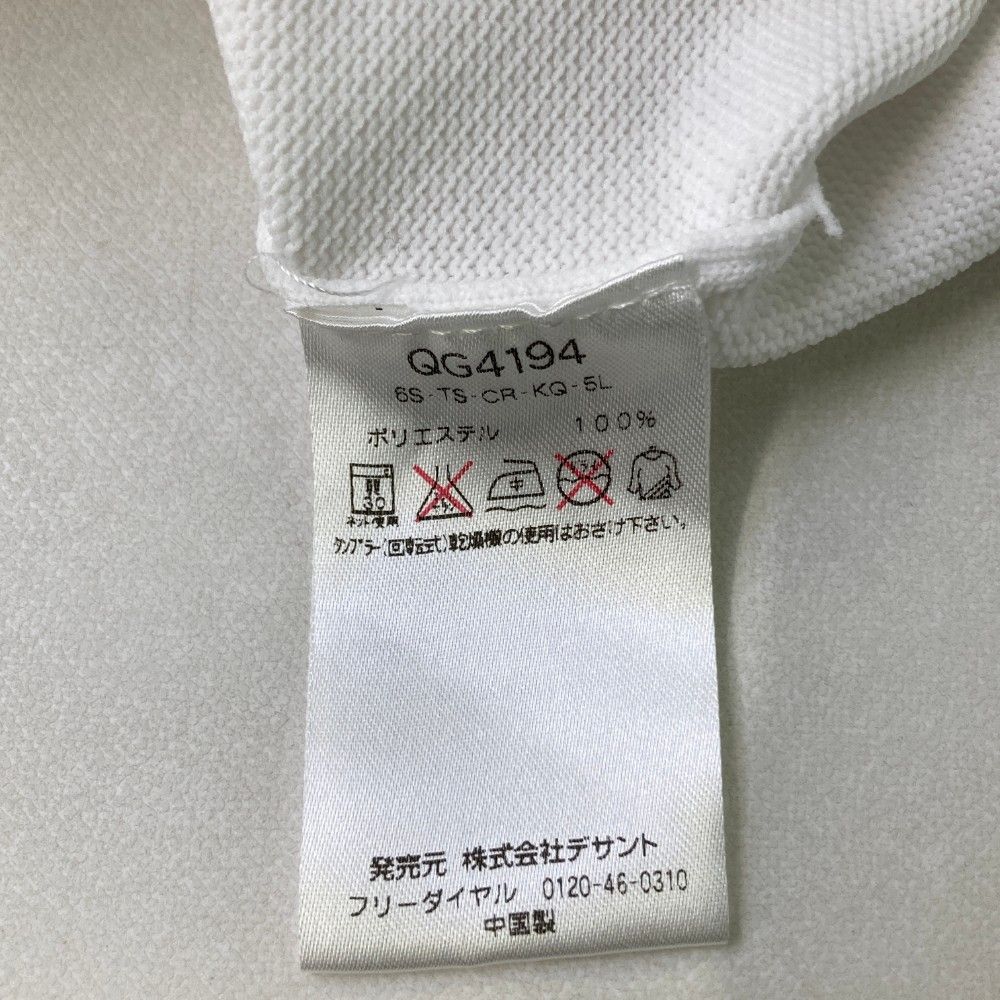 QG4194
6S-TS-CR-KQ-5L
ポリエステル 100%
30 中
ネット使用
タンブラー(回転式)乾燥機の使用はおさけ下さい。
発売元 株式会社デサント
フリーダイヤル 0120-46-0310
中国製